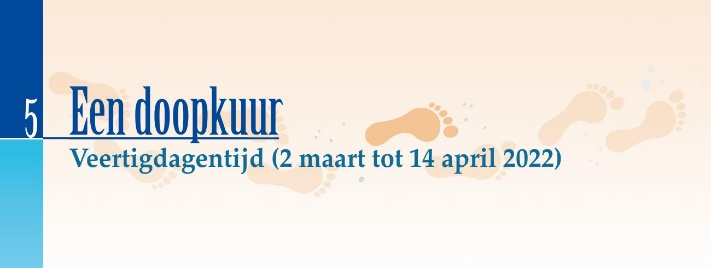 5 Een doopkuur
Veertigdagentijd (2 maart tot 14 april 2022)